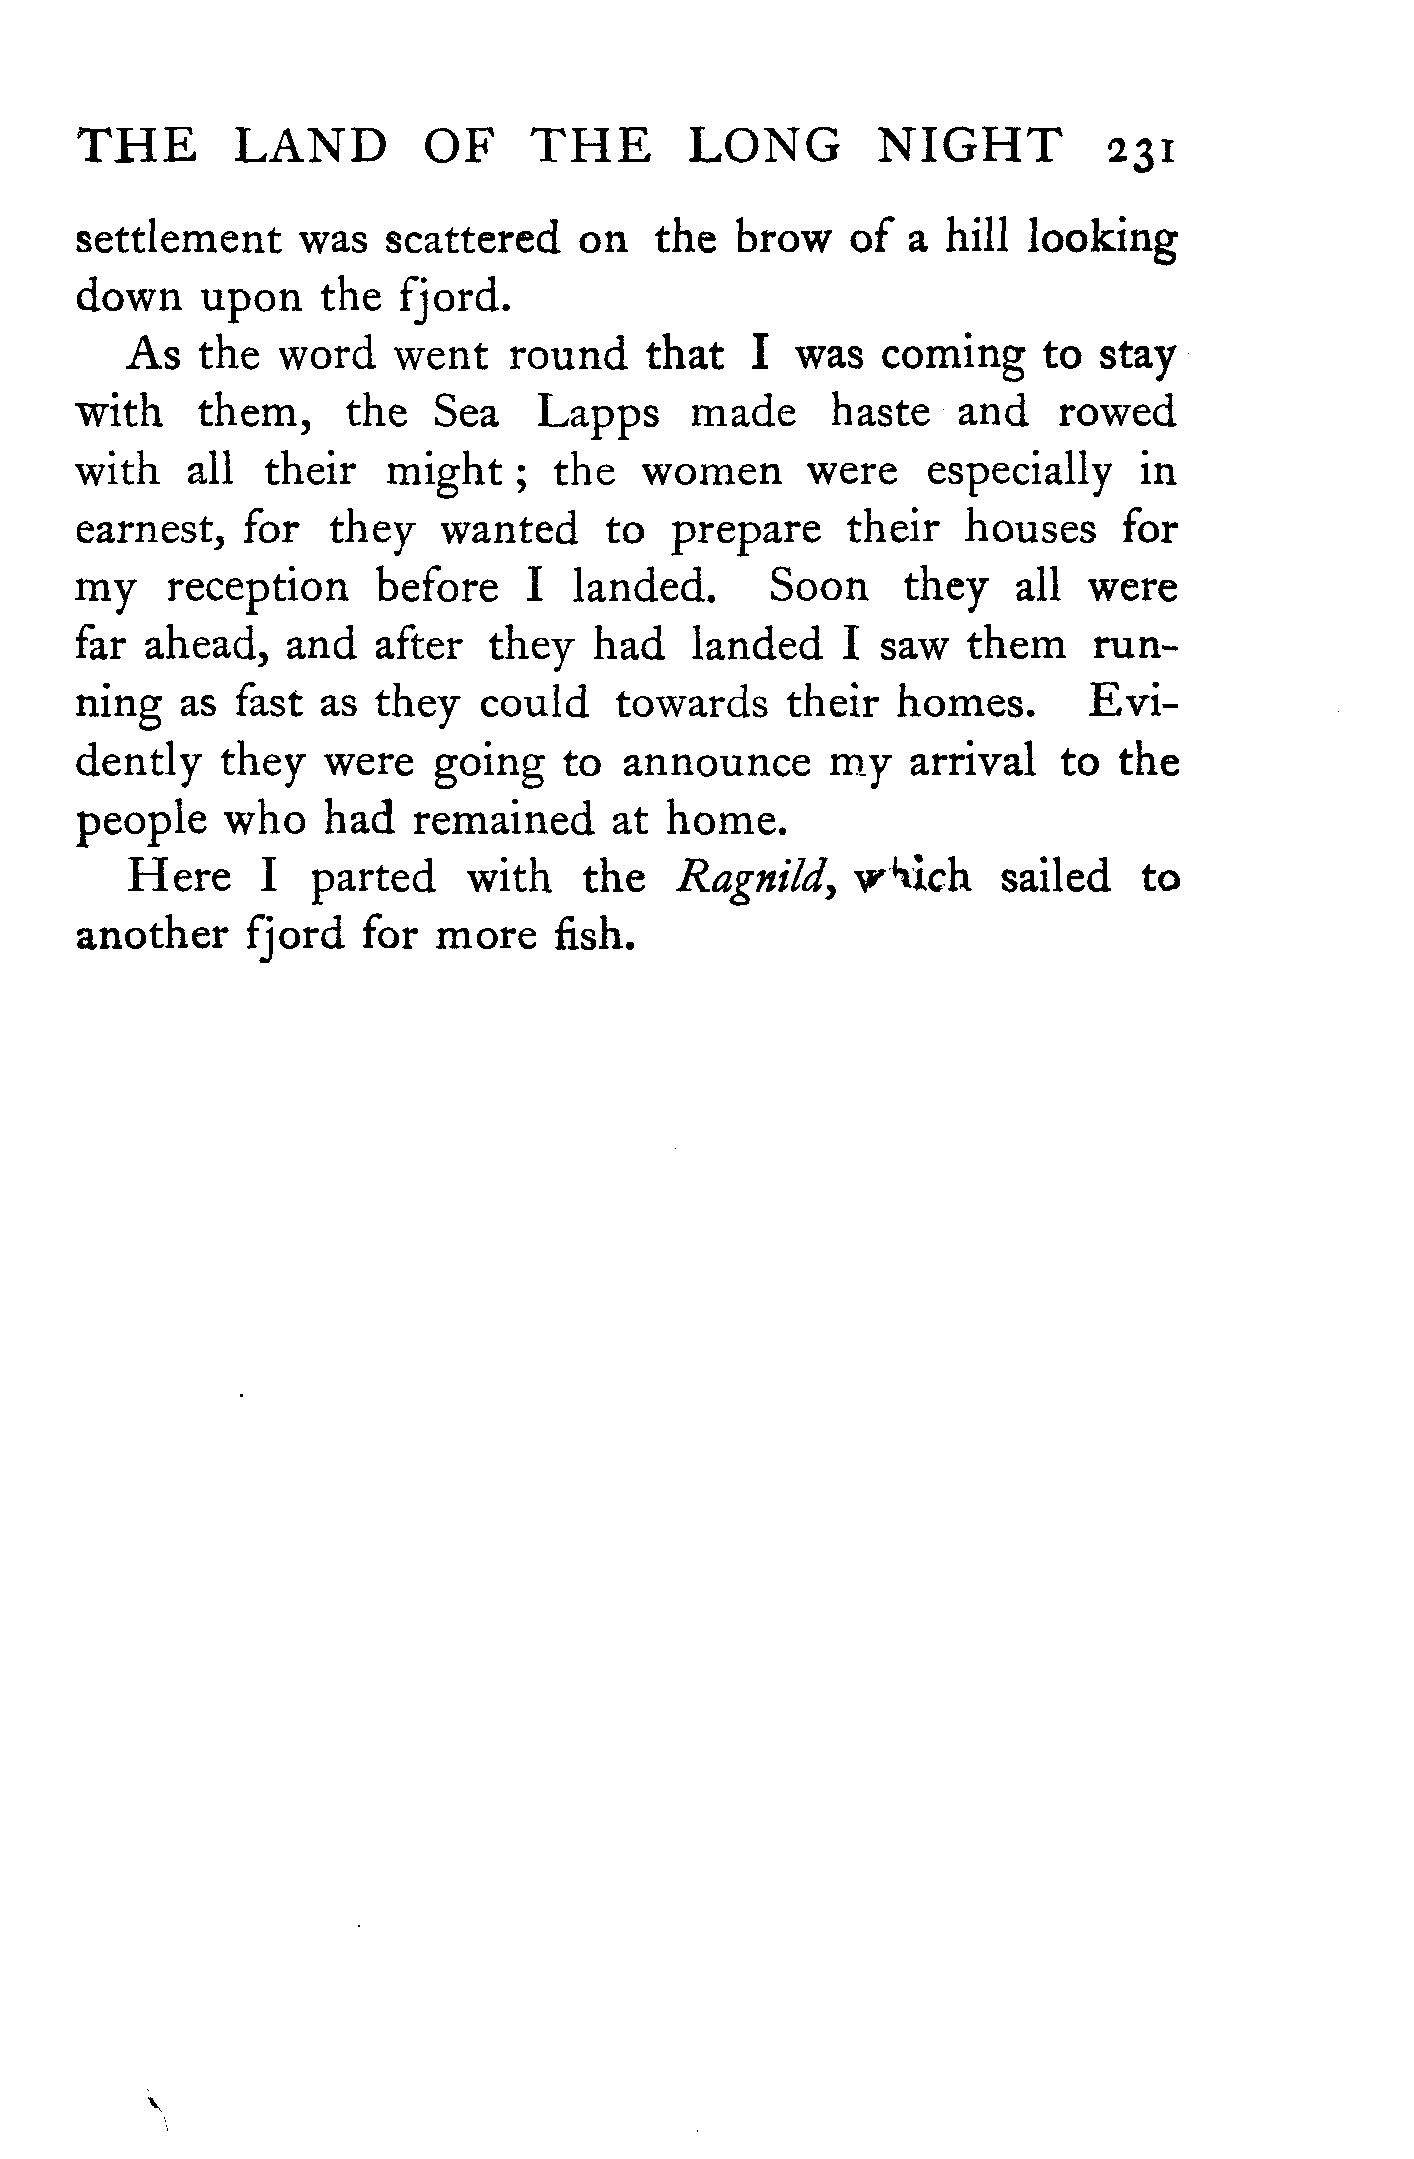 THE LAND OF THE LONG NIGHT 231
settlement was scattered on the brow of a hill looking
down upon the fjord.
As the word went round that I was coming to stay
with them, the Sea Lapps made haste and rowed
with all their might ; the women were especially in
earnest, for they wanted to prepare their houses for
my reception before I landed. Soon they all were
far ahead, and after they had landed I saw them run-
ning as fast as they could towards their homes. Evi-
dently they were going to announce my arrival to the
people who had remained at home.
Here I parted with the Ragnild, which sailed to
another fjord for more fish.